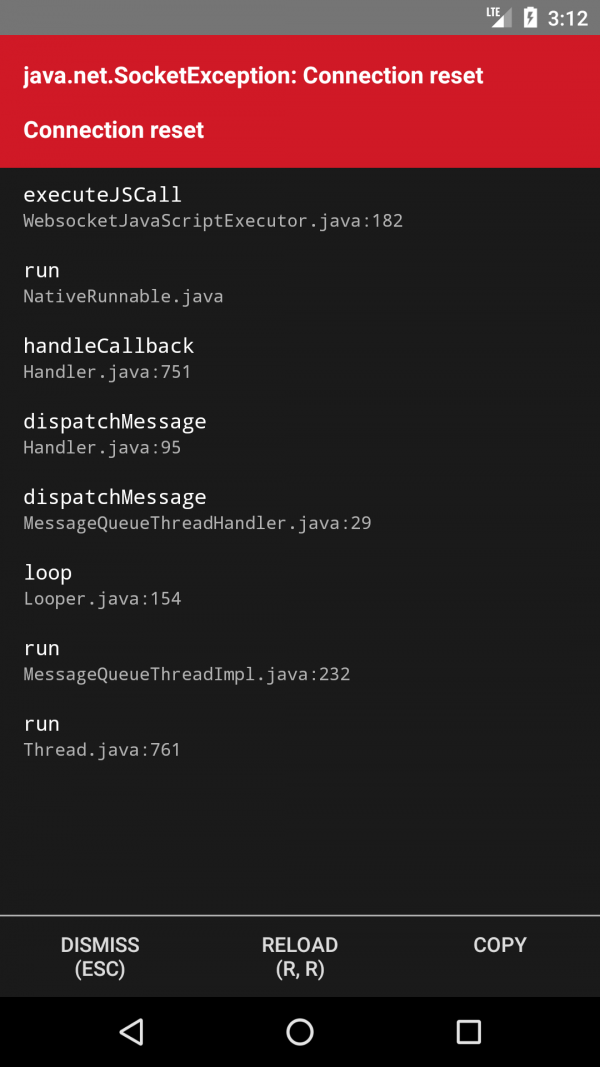 LTE 3:12
java.net.SocketException: Connection reset
Connection reset
executeJSCall
WebsocketJavaScriptExecutor.java:182
run
NativeRunnable.java
handleCallback
Handler.java:751
dispatchMessage
Handler.java:95
dispatchMessage
MessageQueueThreadHandler.java:29
loop
Looper.java:154
run
MessageQueueThreadImpl.java:232
run
Thread.java:761
DISMISS
(ESC)
RELOAD
(R, R)
COPY